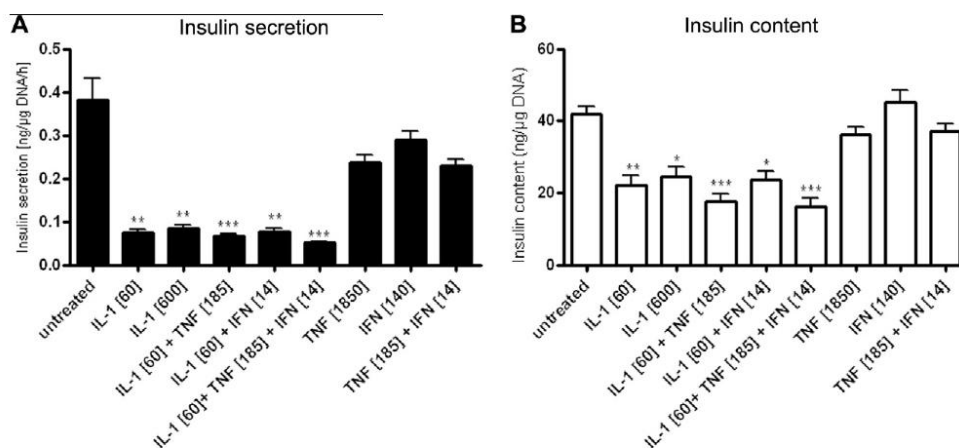 A
Insulin secretion
Insulin secretion [ng/µg DNA/h]
0.5
0.4
0.3
0.2
0.1
0.0
**
**
***
**
***
untreated
IL-1 [60]
IL-1 [600]
IL-1 [60] + TNF [185]
IL-1 [60] + IFN [14]
IL-1 [60]+ TNF [185] + IFN [14]
TNF [1850]
IFN [140]
TNF [185] + IFN [14]
B
Insulin content
Insulin content (ng/µg DNA)
60
40
20
0
**
*
***
*
***
untreated
IL-1 [60]
IL-1 [600]
IL-1 [60] + TNF [185]
IL-1 [60] + IFN [14]
IL-1 [60]+ TNF [185] + IFN [14]
TNF [1850]
IFN [140]
TNF [185] + IFN [14]